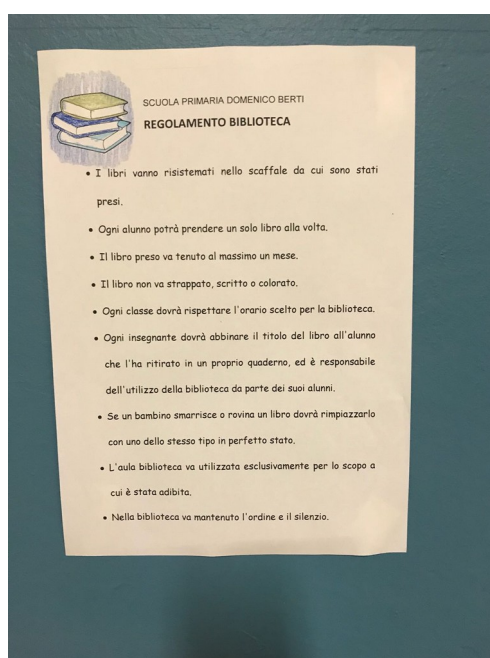 SCUOLA PRIMARIA DOMENICO BERTI
REGOLAMENTO BIBLIOTECA
• I libri vanno risistemati nello scaffale da cui sono stati
presi.
• Ogni alunno potrà prendere un solo libro alla volta.
• Il libro preso va tenuto al massimo un mese.
• Il libro non va strappato, scritto o colorato.
• Ogni classe dovrà rispettare l'orario scelto per la biblioteca.
• Ogni insegnante dovrà abbinare il titolo del libro all'alunno
che l'ha ritirato in un proprio quaderno, ed è responsabile
dell'utilizzo della biblioteca da parte dei suoi alunni.
• Se un bambino smarrisce o rovina un libro dovrà rimpiazzarlo
con uno dello stesso tipo in perfetto stato.
• L'aula biblioteca va utilizzata esclusivamente per lo scopo a
cui è stata adibita.
• Nella biblioteca va mantenuto l'ordine e il silenzio.